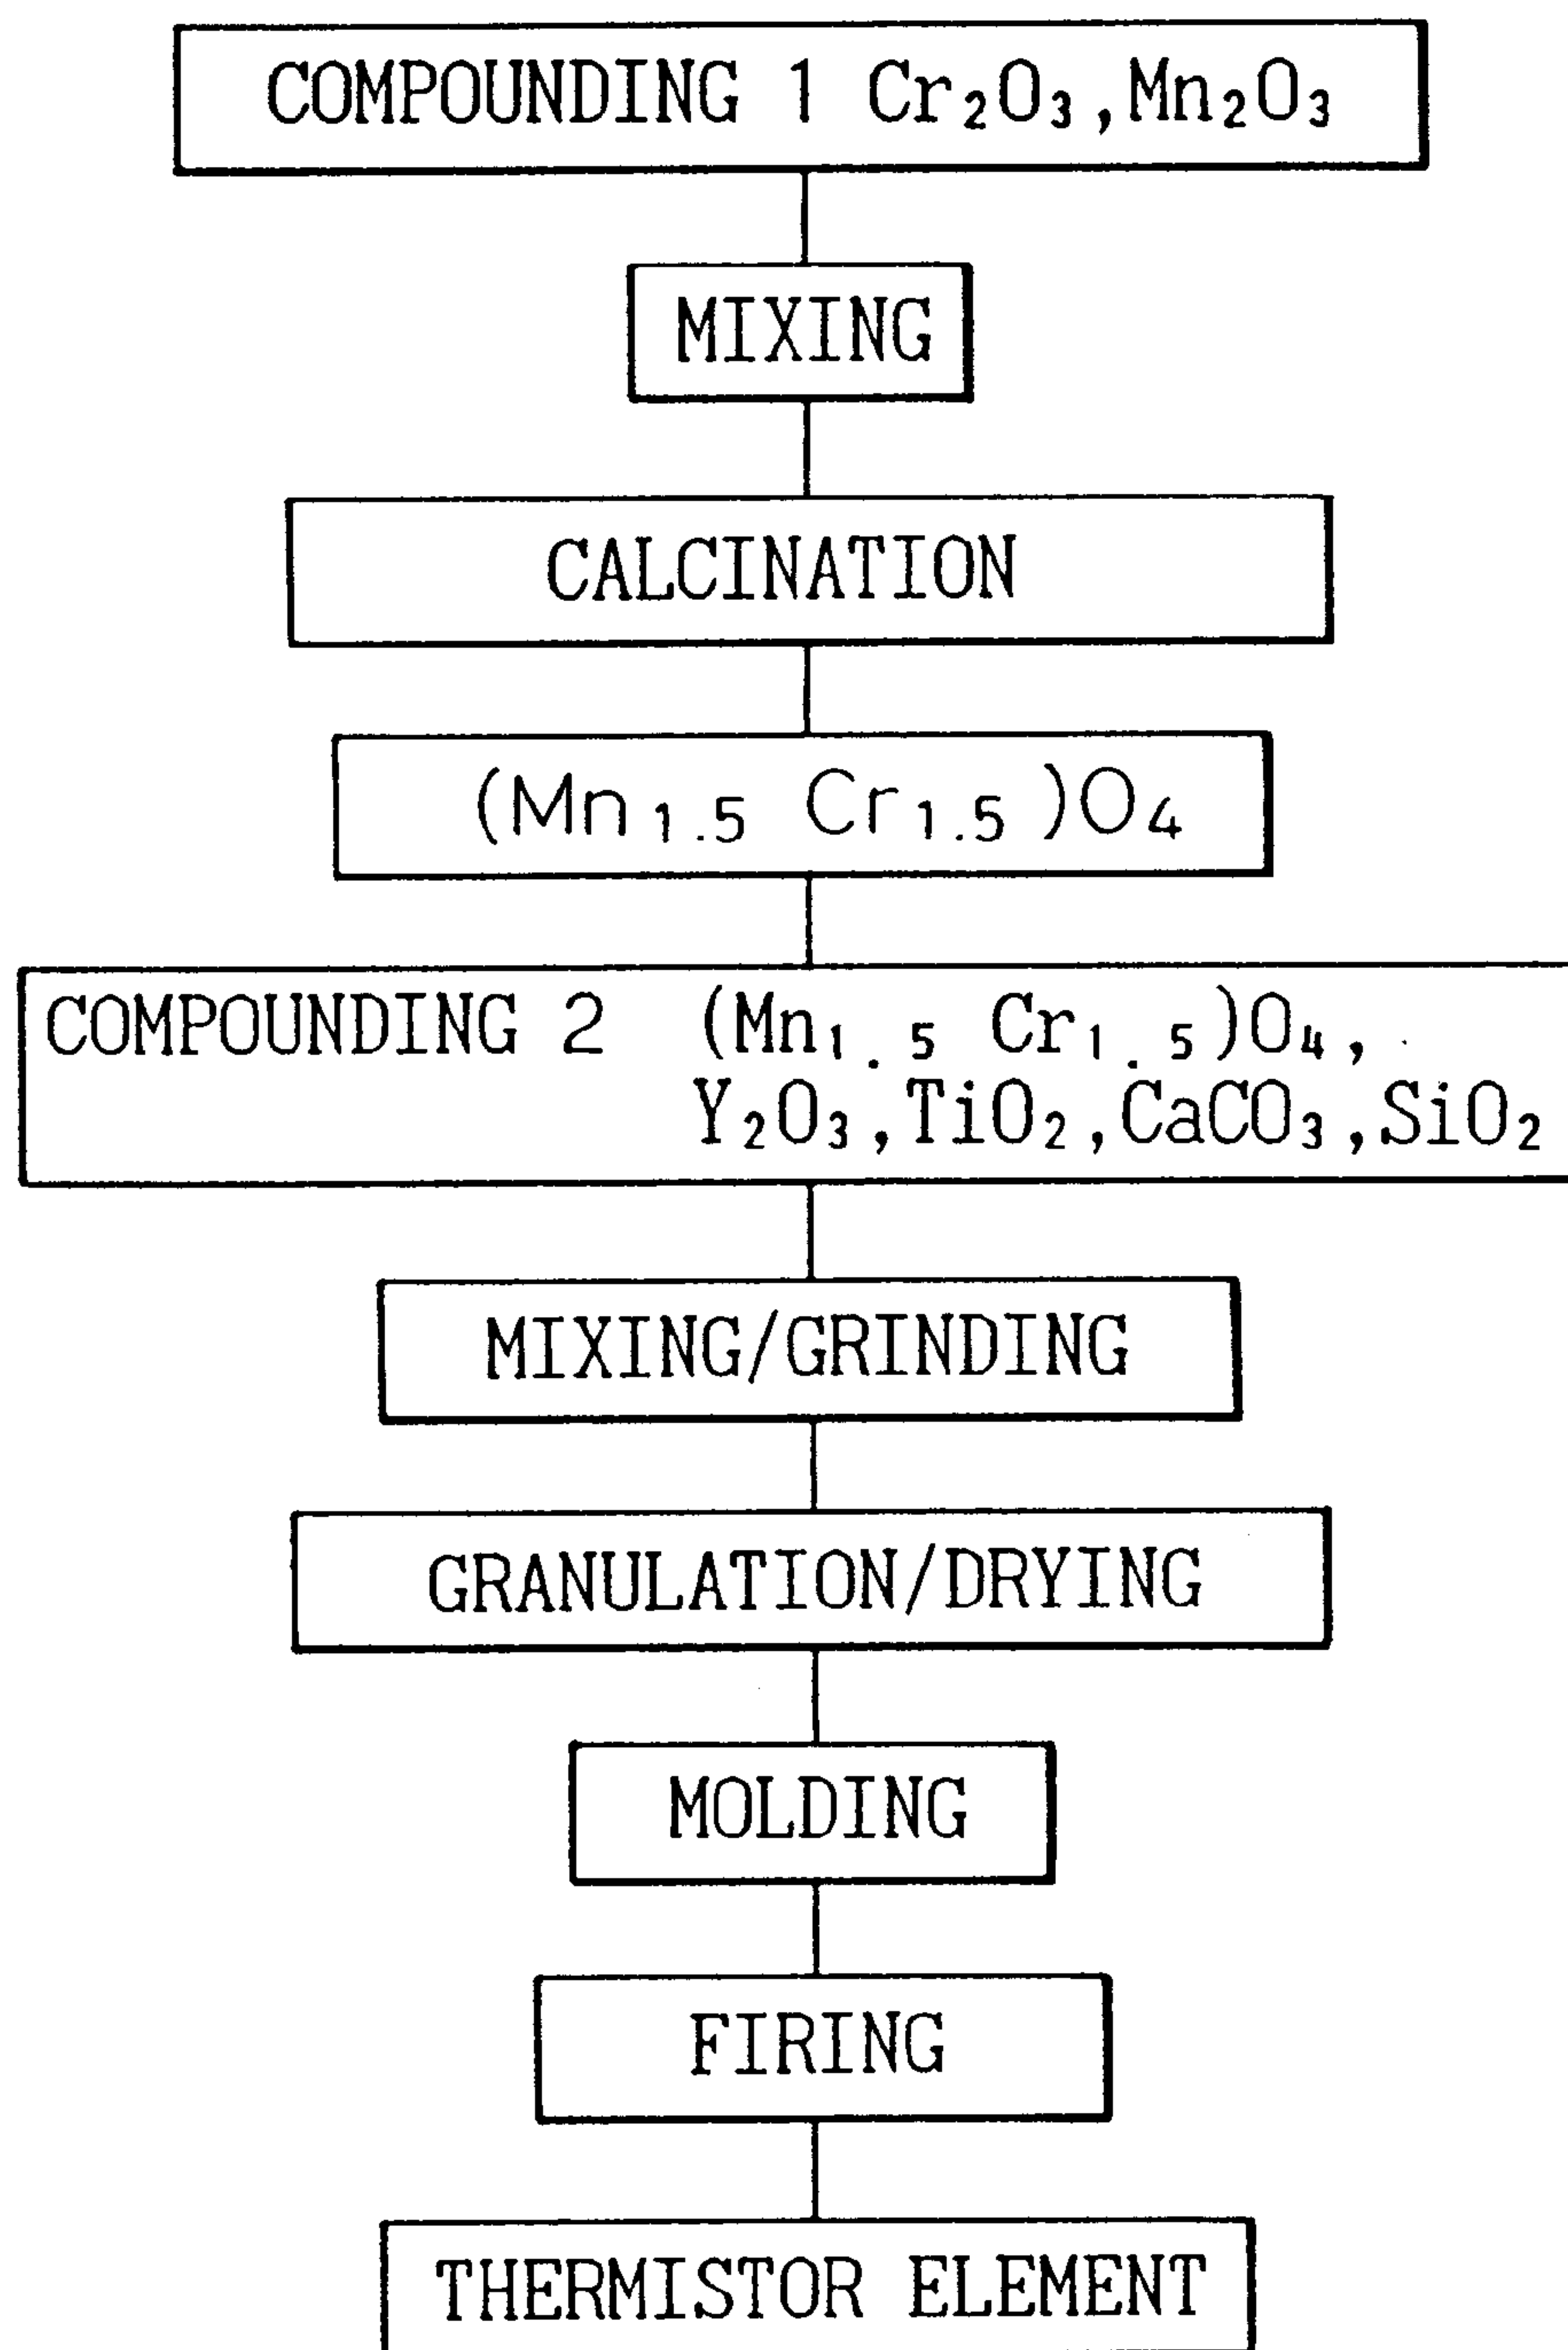 COMPOUNDING 1 Cr₂O₃,Mn₂O₃
MIXING
CALCINATION
(Mn₁.₅ Cr₁.₅)O₄
COMPOUNDING 2 (Mn₁.₅ Cr₁.₅)O₄,
Y₂O₃,TiO₂,CaCO₃,SiO₂
MIXING/GRINDING
GRANULATION/DRYING
MOLDING
FIRING
THERMISTOR ELEMENT